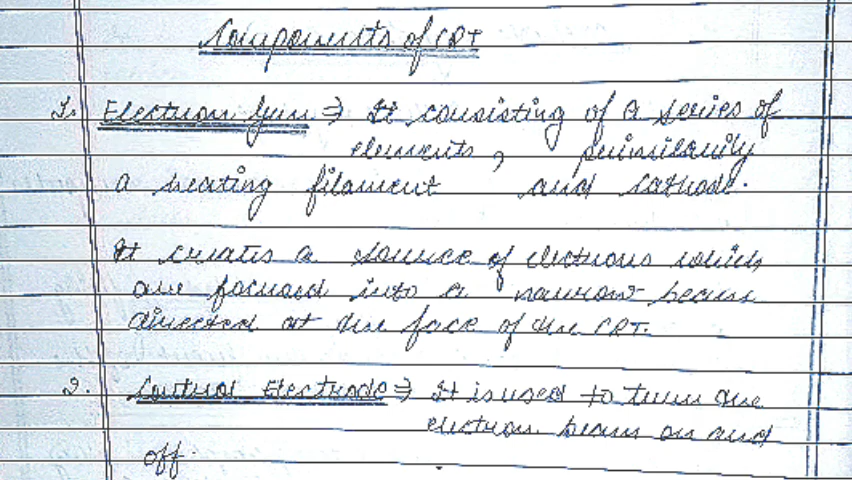 Components of CRT
1. Electron Gun ⇒ It consisting of a series of
elements, primilarily
a heating filament and cathode.
It creates a source of electrons which
are focused into a narrow beam
directed at the face of the CRT.
2. Control Electrode ⇒ It is used to turn the
electron beam on and
off.